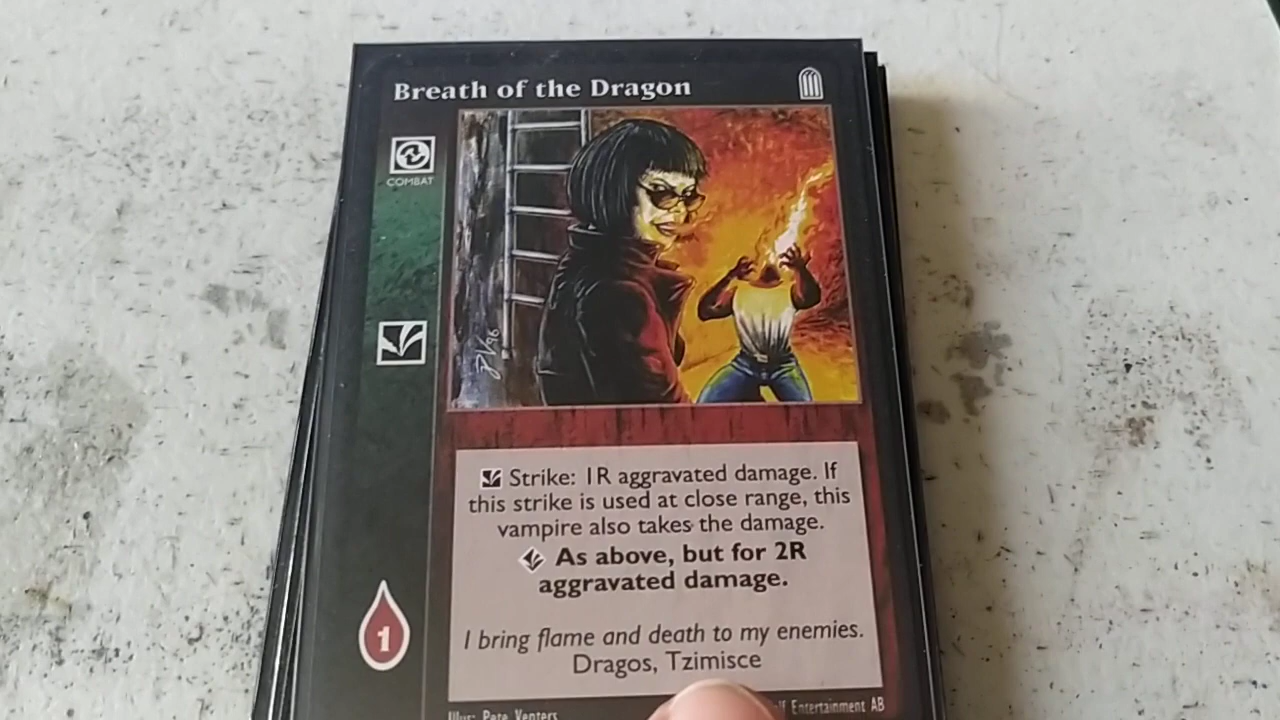 Breath of the Dragon
COMBAT
PV96
Strike: 1R aggravated damage. If
this strike is used at close range, this
vampire also takes the damage.
As above, but for 2R
aggravated damage.
I bring flame and death to my enemies.
Dragos, Tzimisce
1
Illus: Pete Venters
Entertainment AB